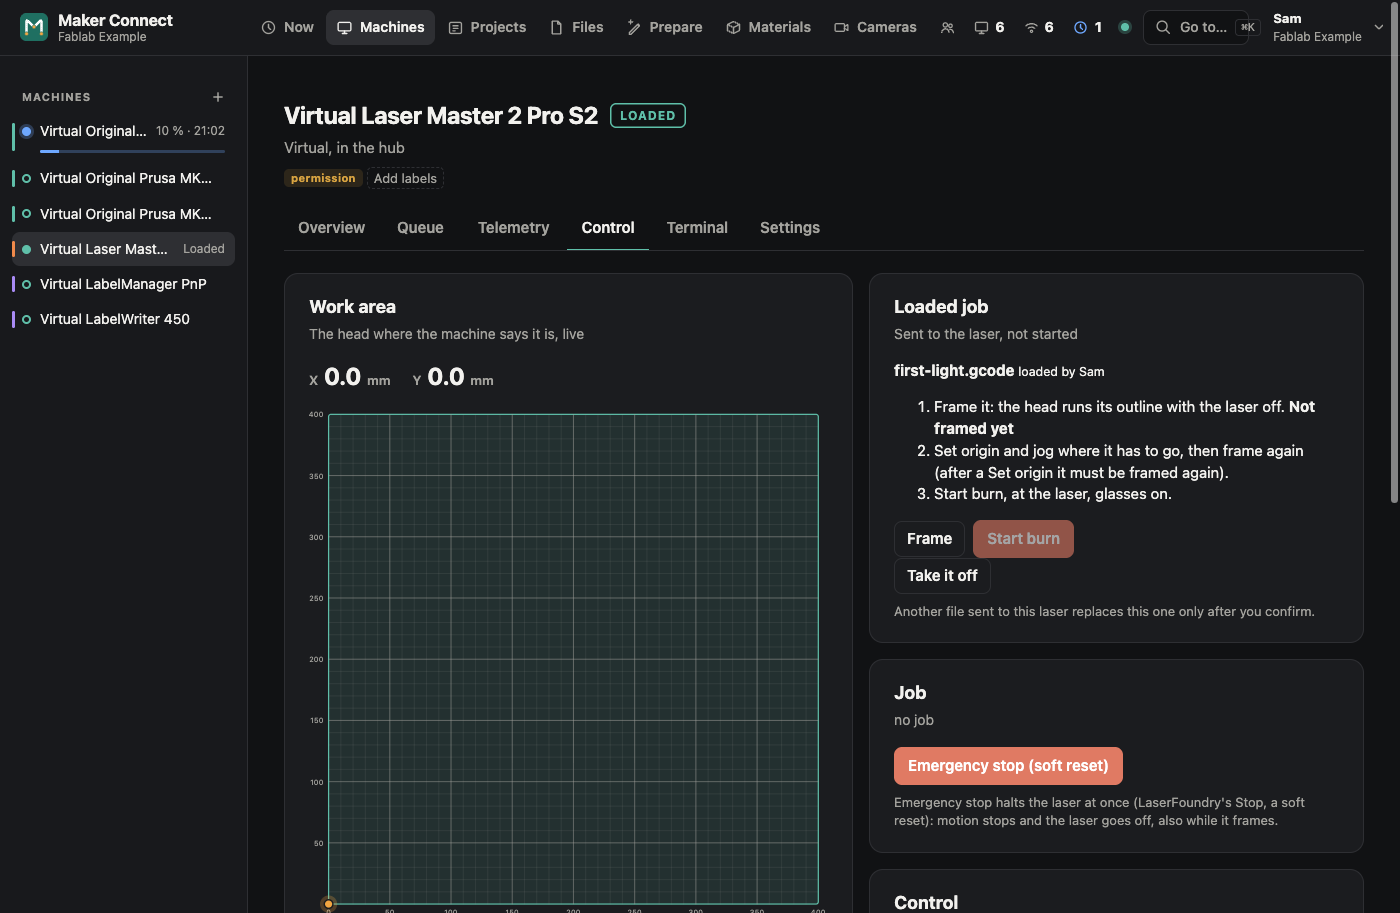 Maker Connect
Fablab Example
Now
Machines
Projects
Files
Prepare
Materials
Cameras
6
6
1
Go to...
⌘K
Sam
Fablab Example
MACHINES
Virtual Original... 10 % · 21:02
Virtual Original Prusa MK...
Virtual Original Prusa MK...
Virtual Laser Mast... Loaded
Virtual LabelManager PnP
Virtual LabelWriter 450
Virtual Laser Master 2 Pro S2 LOADED
Virtual, in the hub
permission Add labels
Overview
Queue
Telemetry
Control
Terminal
Settings
Work area
The head where the machine says it is, live
X 0.0 mm Y 0.0 mm
400
350
300
250
200
150
100
50
0 50 100 150 200 250 300 350 400
Loaded job
Sent to the laser, not started
first-light.gcode loaded by Sam
1. Frame it: the head runs its outline with the laser off. Not
framed yet
2. Set origin and jog where it has to go, then frame again
(after a Set origin it must be framed again).
3. Start burn, at the laser, glasses on.
Frame Start burn
Take it off
Another file sent to this laser replaces this one only after you confirm.
Job
no job
Emergency stop (soft reset)
Emergency stop halts the laser at once (LaserFoundry's Stop, a soft
reset): motion stops and the laser goes off, also while it frames.
Control